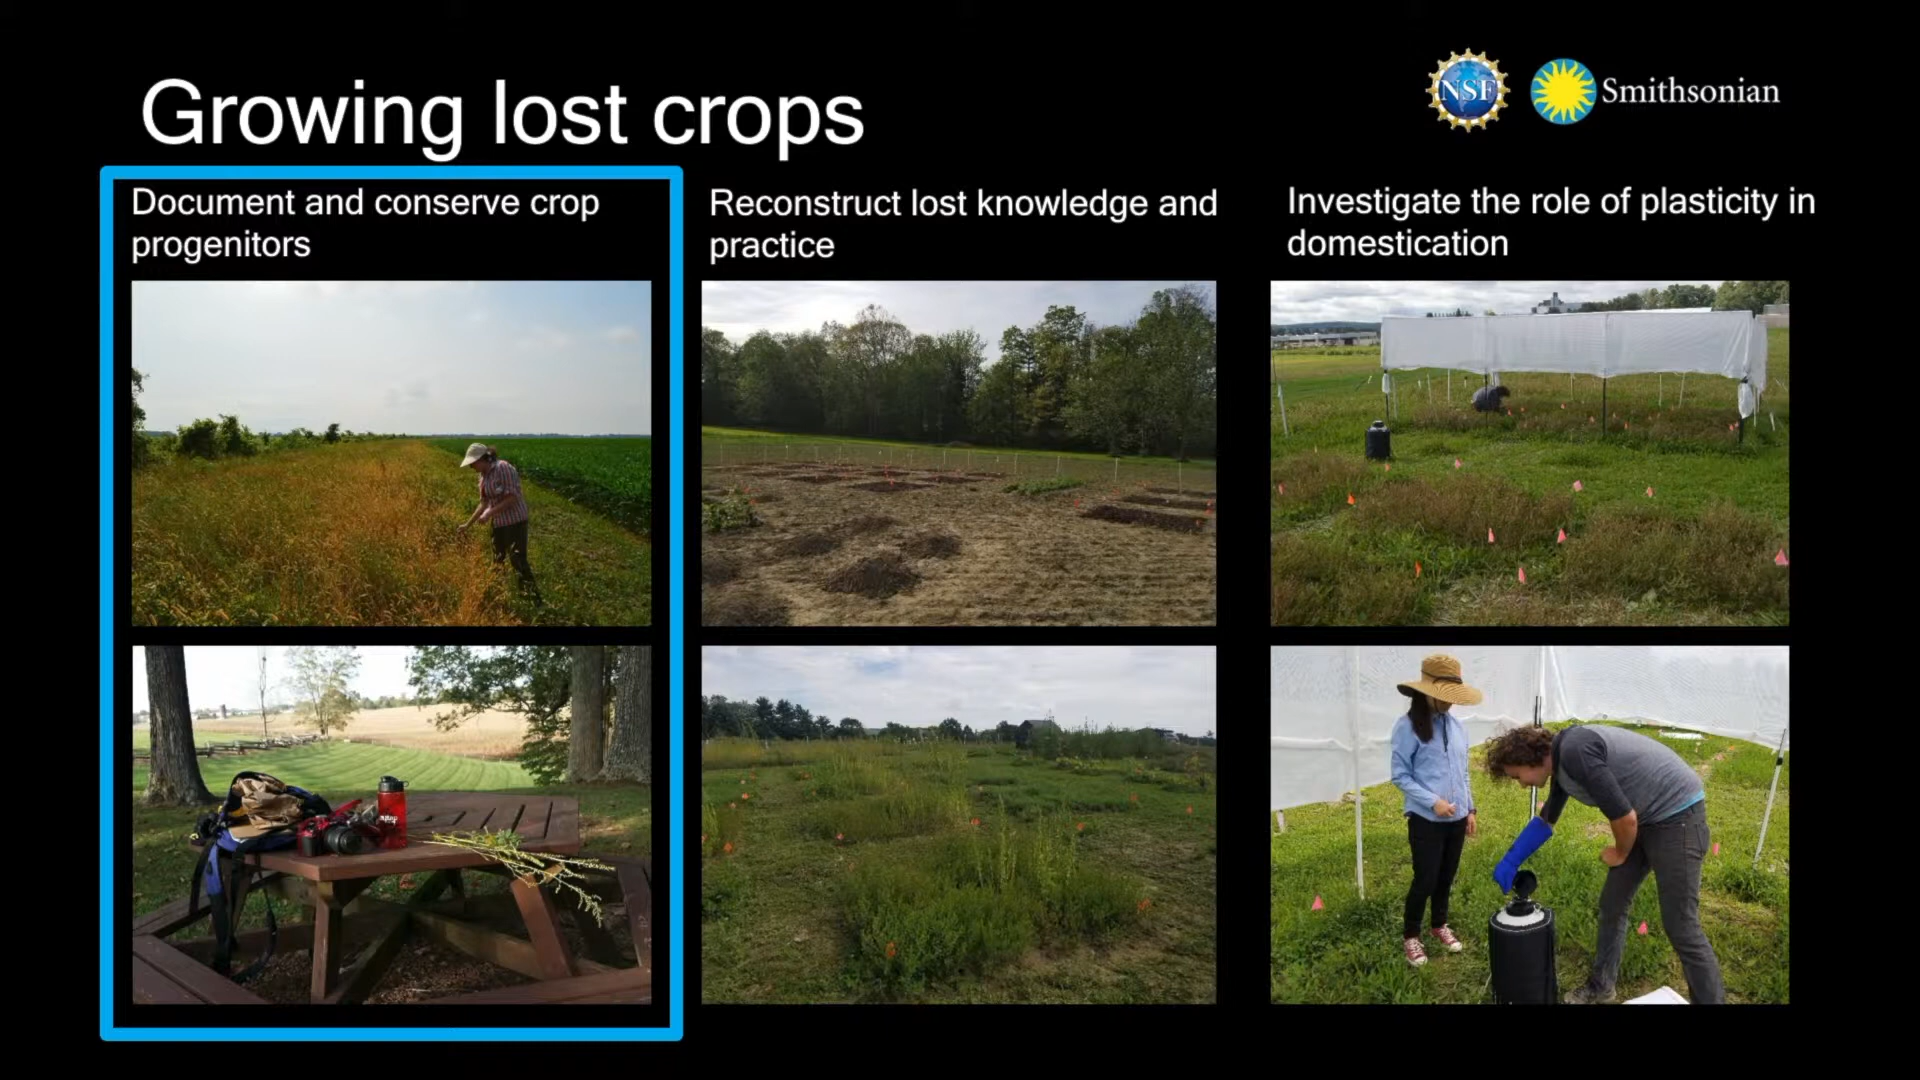 Growing lost crops
NSF
Smithsonian
Document and conserve crop
progenitors
Reconstruct lost knowledge and
practice
Investigate the role of plasticity in
domestication